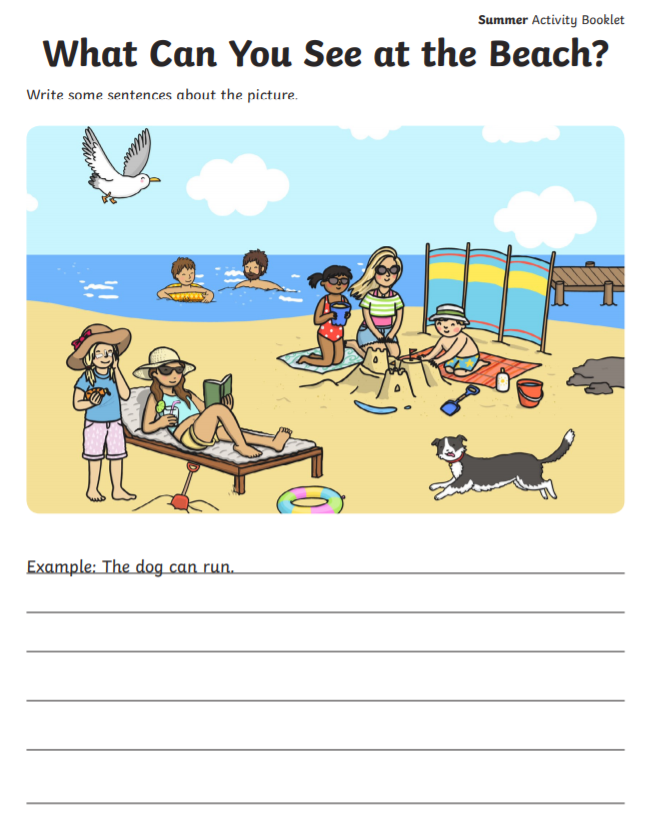 Summer Activity Booklet
What Can You See at the Beach?
Write some sentences about the picture.
Example: The dog can run.